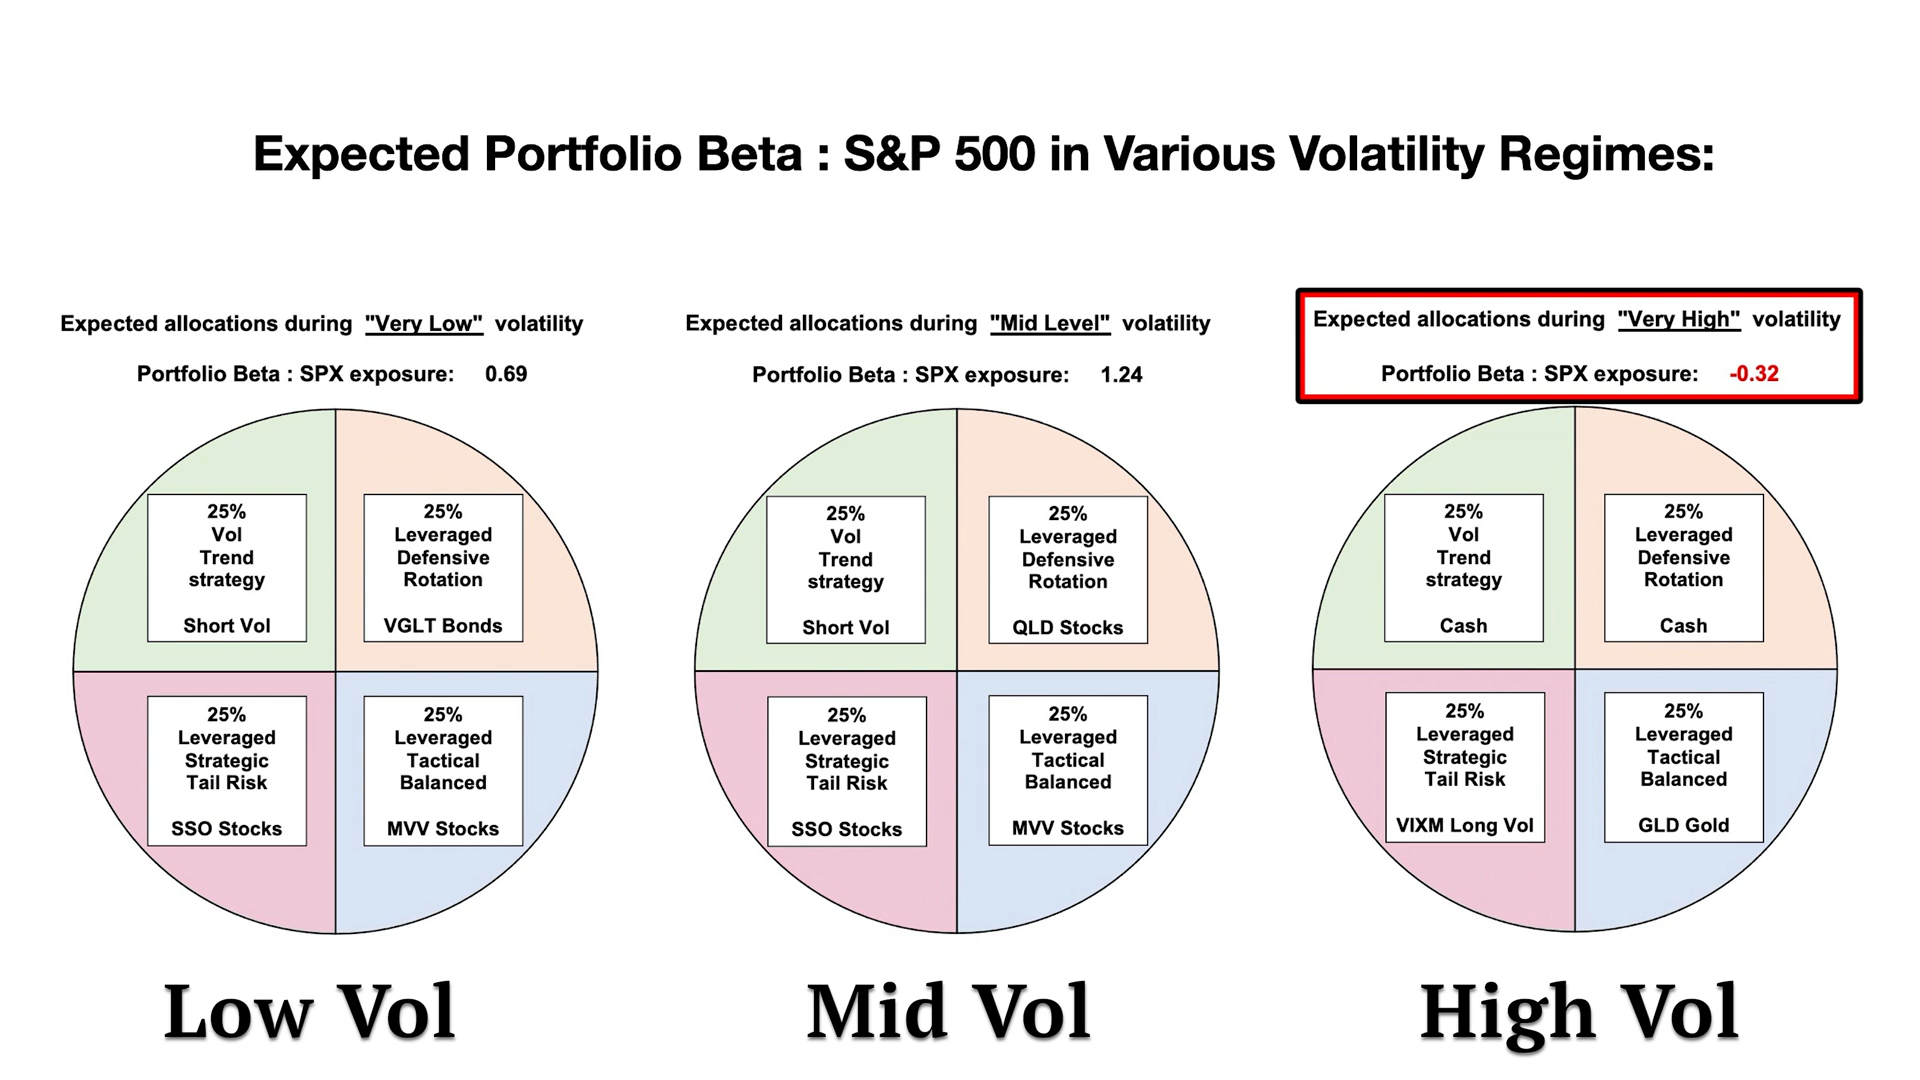 Expected Portfolio Beta : S&P 500 in Various Volatility Regimes:
Expected allocations during "Very Low" volatility
Portfolio Beta : SPX exposure: 0.69
25%
Vol
Trend
strategy
Short Vol
25%
Leveraged
Defensive
Rotation
VGLT Bonds
25%
Leveraged
Strategic
Tail Risk
SSO Stocks
25%
Leveraged
Tactical
Balanced
MVV Stocks
Low Vol
Expected allocations during "Mid Level" volatility
Portfolio Beta : SPX exposure: 1.24
25%
Vol
Trend
strategy
Short Vol
25%
Leveraged
Defensive
Rotation
QLD Stocks
25%
Leveraged
Strategic
Tail Risk
SSO Stocks
25%
Leveraged
Tactical
Balanced
MVV Stocks
Mid Vol
Expected allocations during "Very High" volatility
Portfolio Beta : SPX exposure: -0.32
25%
Vol
Trend
strategy
Cash
25%
Leveraged
Defensive
Rotation
Cash
25%
Leveraged
Strategic
Tail Risk
VIXM Long Vol
25%
Leveraged
Tactical
Balanced
GLD Gold
High Vol